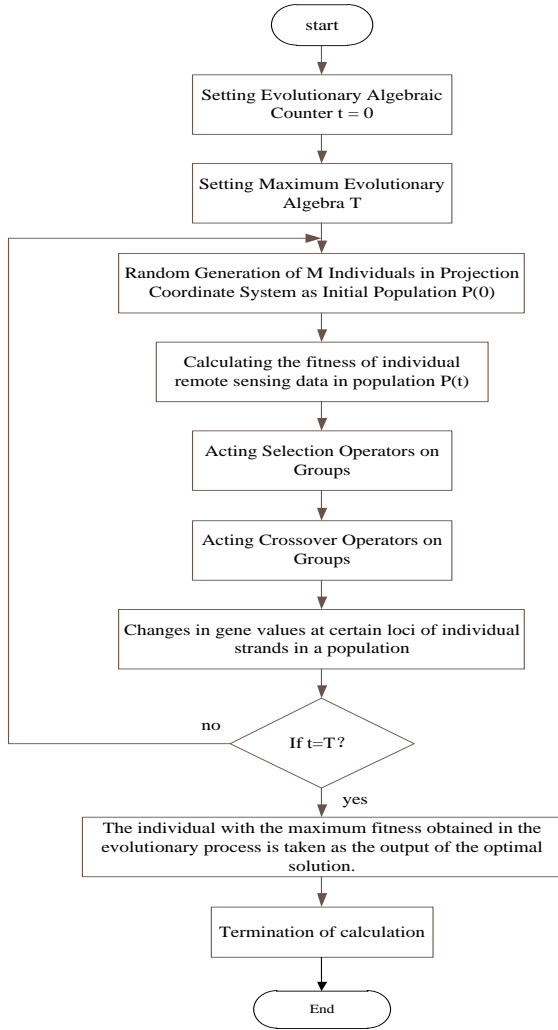 start
Setting Evolutionary Algebraic
Counter t = 0
Setting Maximum Evolutionary
Algebra T
Random Generation of M Individuals in Projection
Coordinate System as Initial Population P(0)
Calculating the fitness of individual
remote sensing data in population P(t)
Acting Selection Operators on
Groups
Acting Crossover Operators on
Groups
Changes in gene values at certain loci of individual
strands in a population
no
If t=T?
yes
The individual with the maximum fitness obtained in the
evolutionary process is taken as the output of the optimal
solution.
Termination of calculation
End